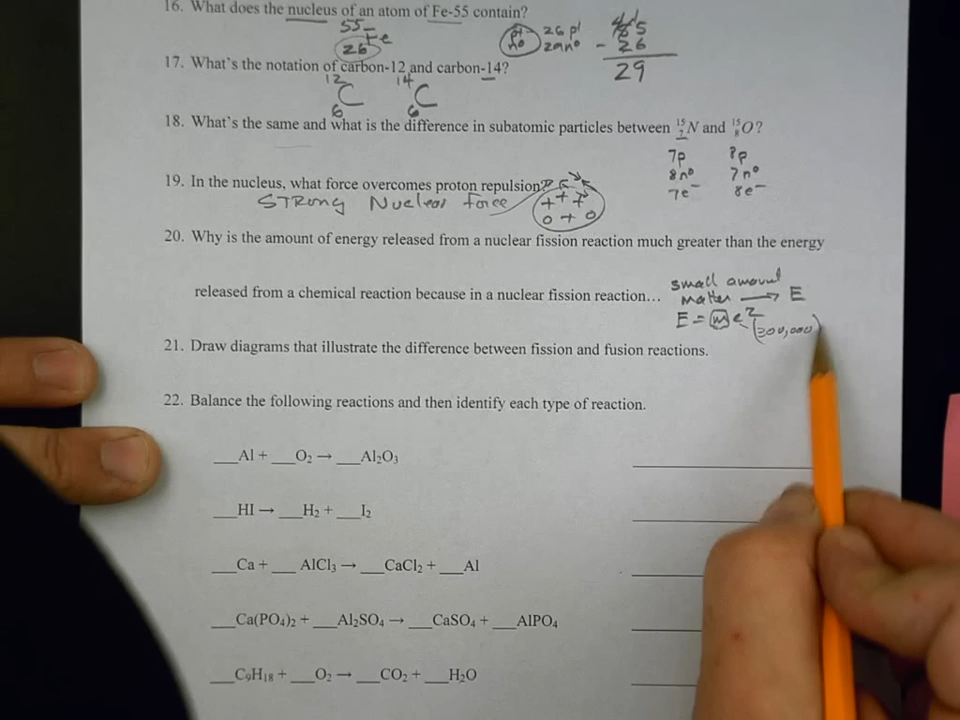 16. What does the nucleus of an atom of Fe-55 contain?
55
26 Fe
p+ n° 26 p+
29 n°
55
- 26
29
17. What's the notation of carbon-12 and carbon-14?
12 14
C C
6 6
18. What's the same and what is the difference in subatomic particles between ¹⁵₇N and ¹⁵₈O?
7p 8p
8n° 7n°
7e⁻ 8e⁻
19. In the nucleus, what force overcomes proton repulsion?
STRONG Nuclear force
+ + +
o + o
20. Why is the amount of energy released from a nuclear fission reaction much greater than the energy
released from a chemical reaction because in a nuclear fission reaction…
small amount
matter → E
E = mc²
(300,000)
21. Draw diagrams that illustrate the difference between fission and fusion reactions.
22. Balance the following reactions and then identify each type of reaction.
___Al + ___O₂ → ___Al₂O₃ ____________________
___HI → ___H₂ + ___I₂ ____________________
___Ca + ___ AlCl₃ → ___CaCl₂ + ___Al ____________________
___Ca(PO₄)₂ + ___Al₂SO₄ → ___CaSO₄ + ___AlPO₄ ____________________
___C₉H₁₈ + ___O₂ → ___CO₂ + ___H₂O ____________________